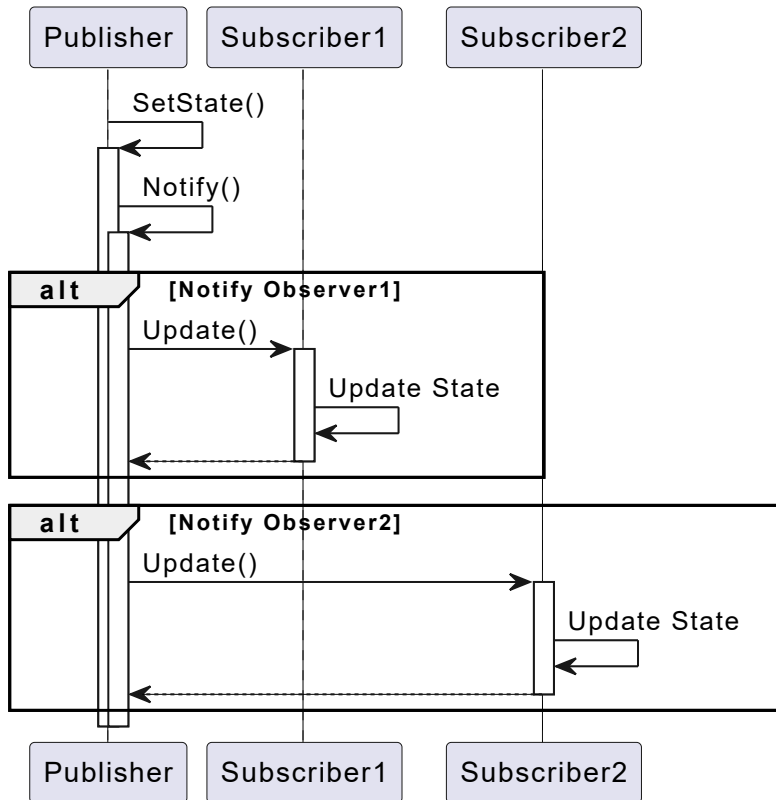 Publisher
Subscriber1
Subscriber2
SetState()
Notify()
alt
[Notify Observer1]
Update()
Update State
alt
[Notify Observer2]
Update()
Update State
Publisher
Subscriber1
Subscriber2